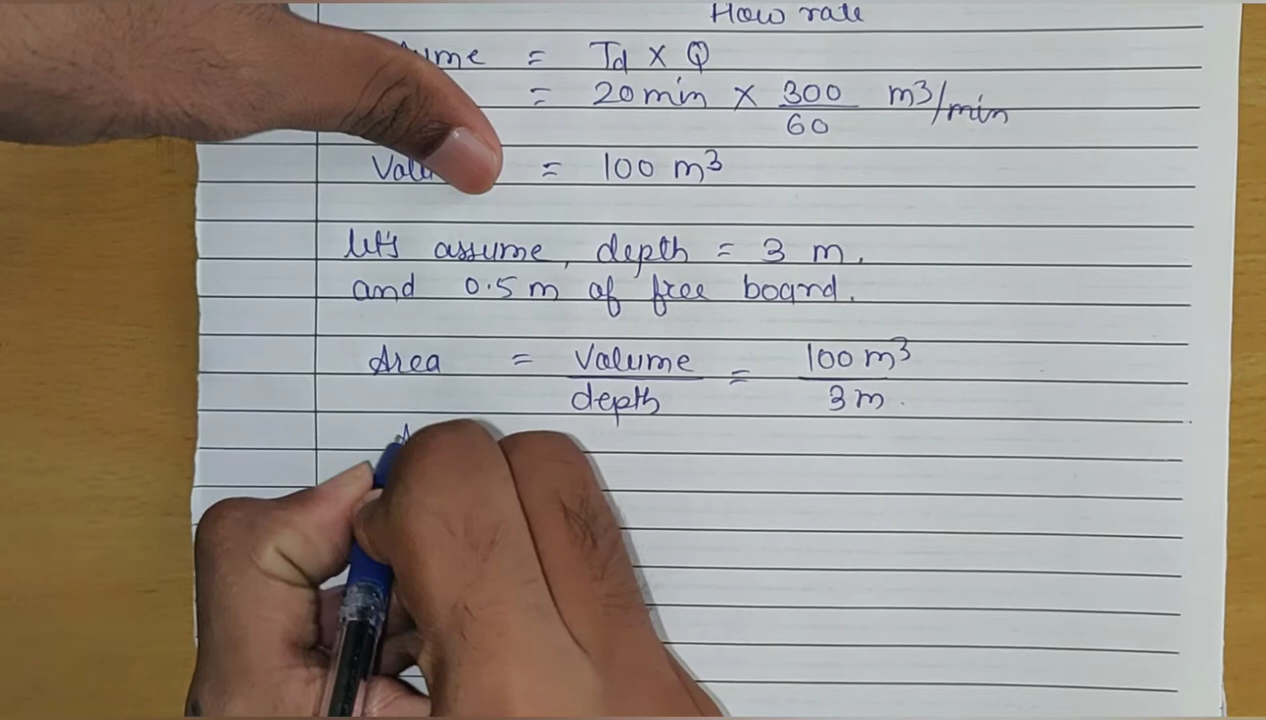 Flow rate
= Td × Q
= 20 min × 300/60 m³/min
= 100 m³
let's assume, depth = 3 m.
and 0.5 m of free board.
Area = Volume/depth = 100 m³/3 m.